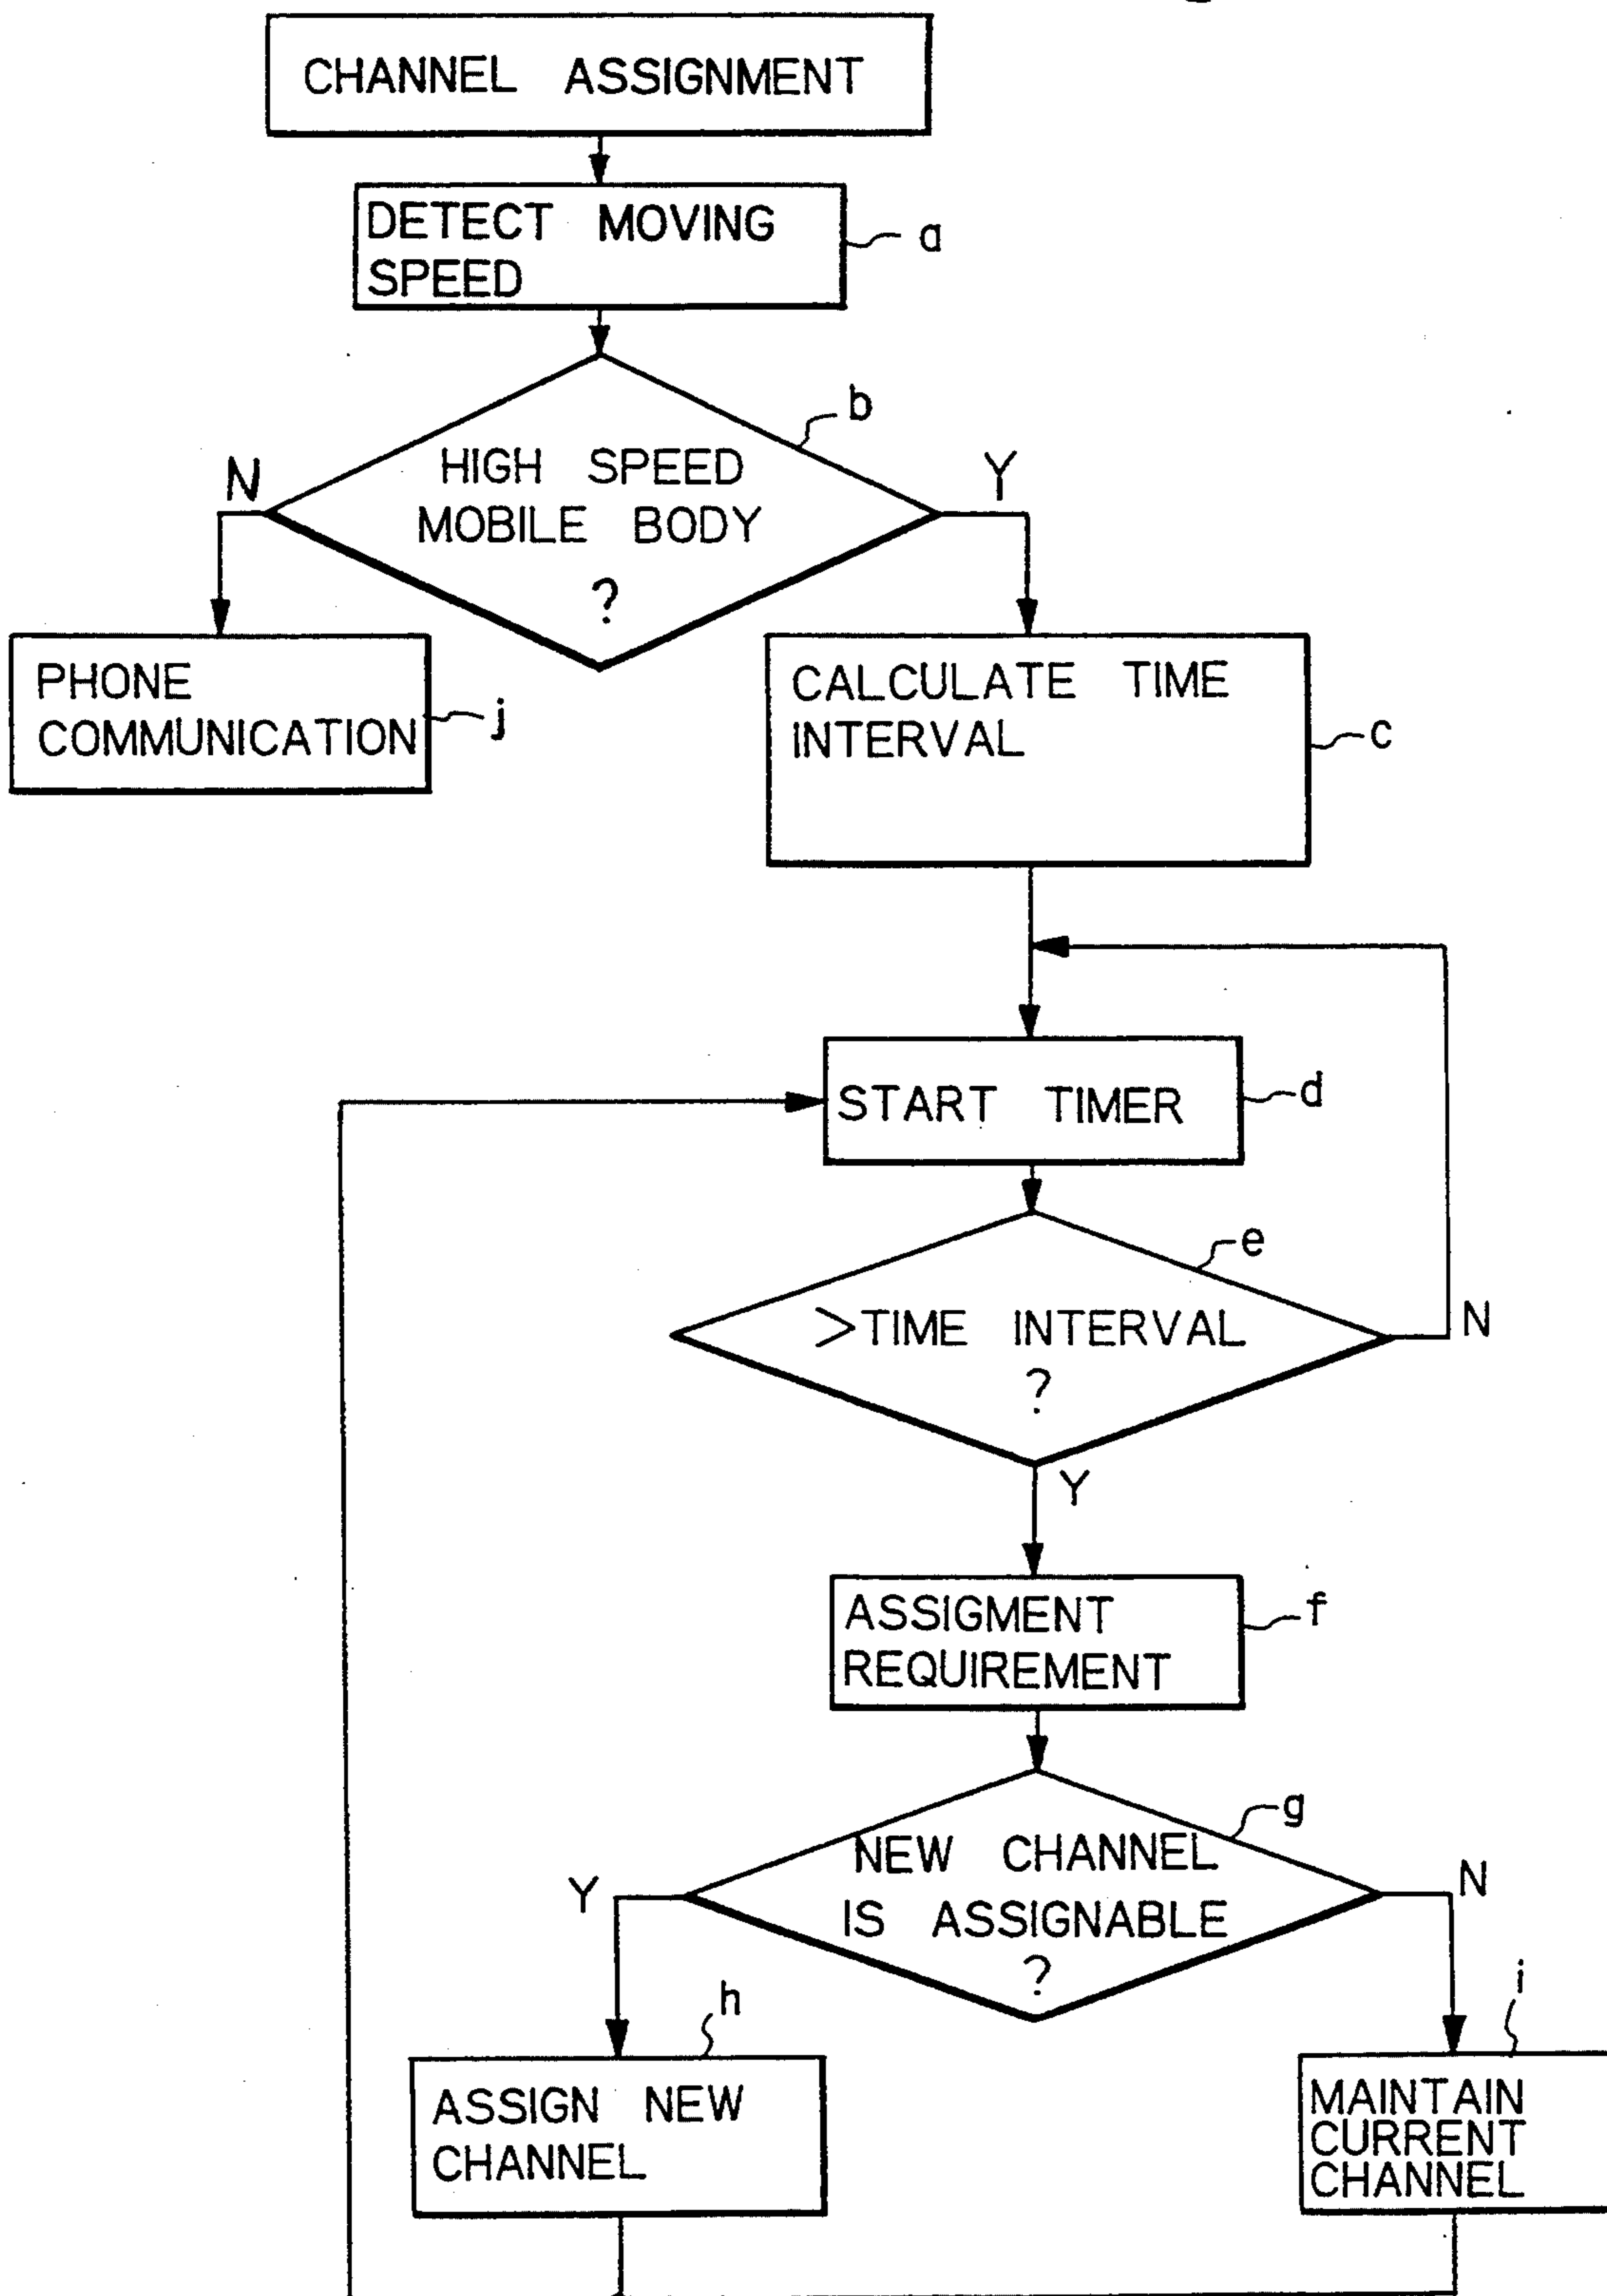 CHANNEL ASSIGNMENT
DETECT MOVING
SPEED
a
b
HIGH SPEED
MOBILE BODY
?
N
Y
PHONE
COMMUNICATION
j
CALCULATE TIME
INTERVAL
c
START TIMER
d
e
>TIME INTERVAL
?
N
Y
ASSIGMENT
REQUIREMENT
f
g
NEW CHANNEL
IS ASSIGNABLE
?
Y
N
h
i
ASSIGN NEW
CHANNEL
MAINTAIN
CURRENT
CHANNEL